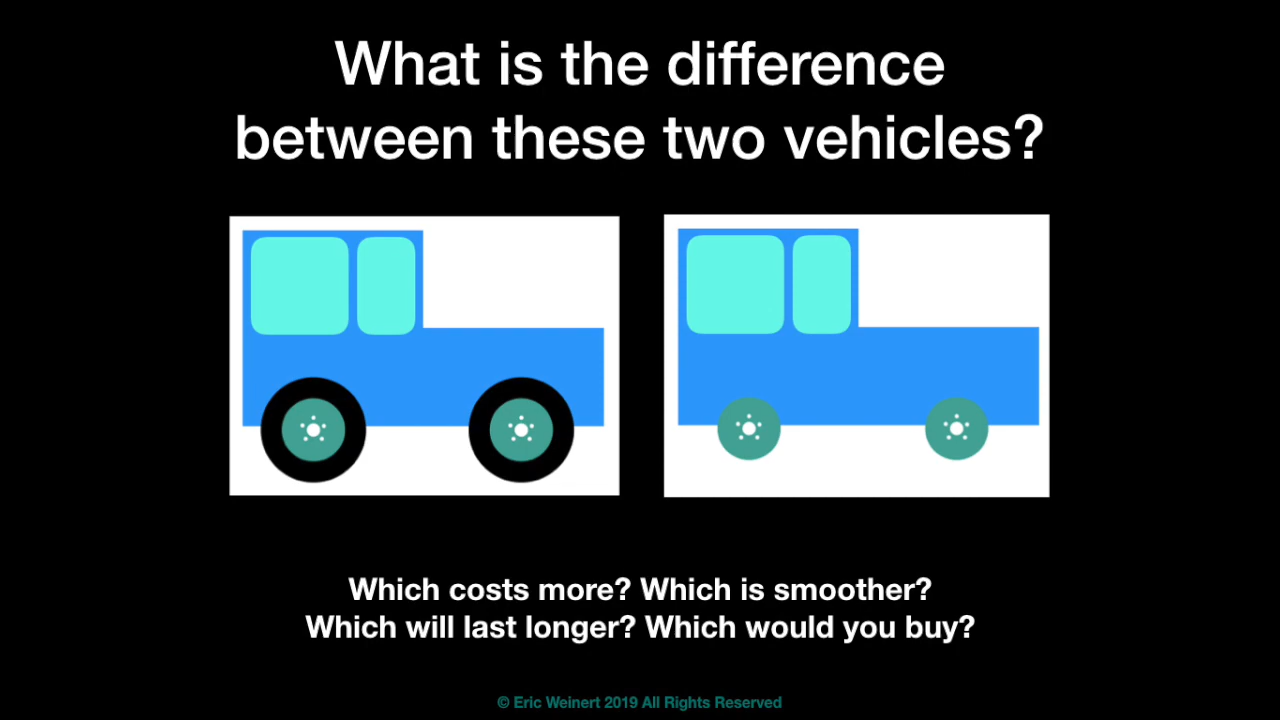 What is the difference
between these two vehicles?
Which costs more? Which is smoother?
Which will last longer? Which would you buy?
© Eric Weinert 2019 All Rights Reserved